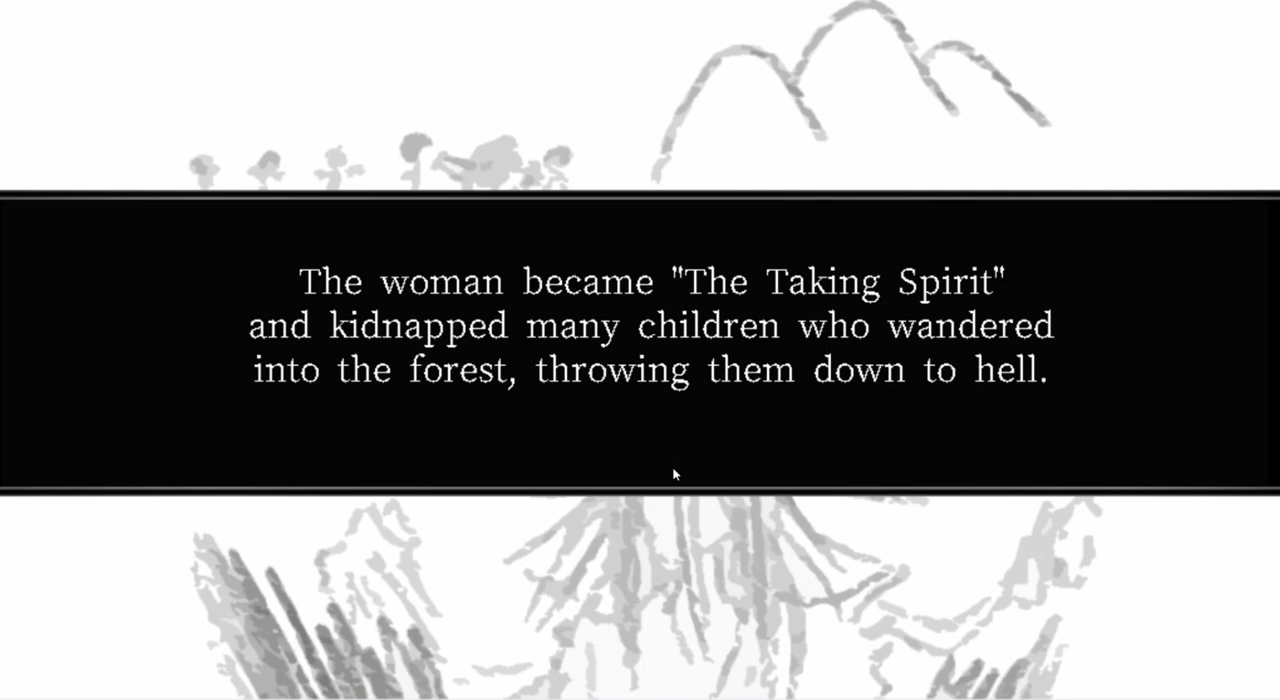 The woman became "The Taking Spirit"
and kidnapped many children who wandered
into the forest, throwing them down to hell.